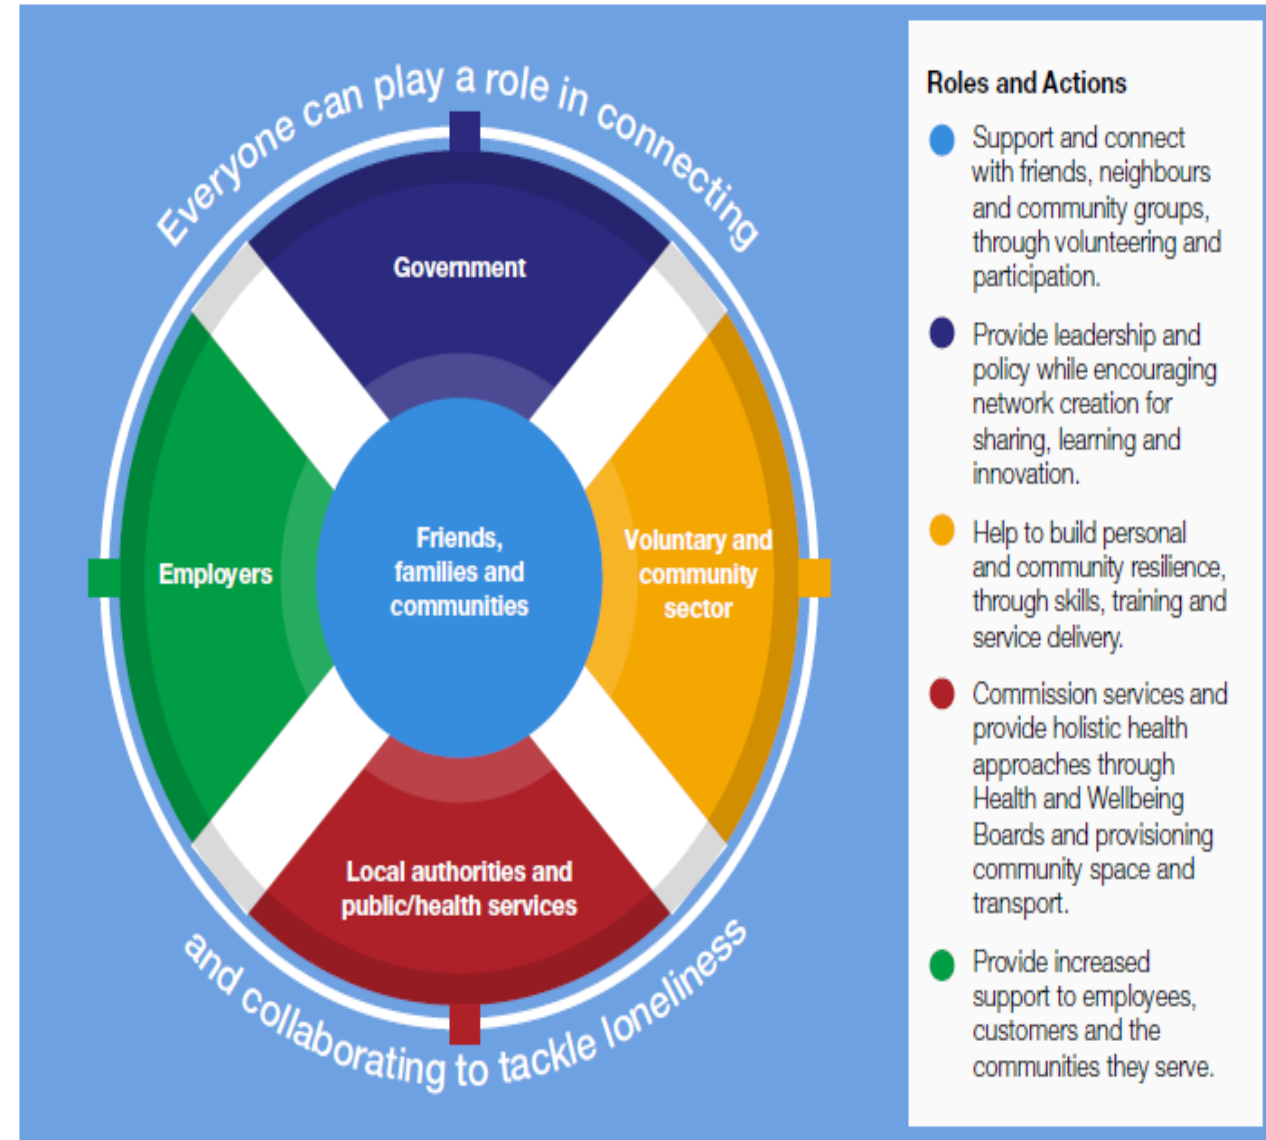 Everyone can play a role in connecting
Government
Employers
Friends,
families and
communities
Voluntary and
community
sector
Local authorities and
public/health services
and collaborating to tackle loneliness
Roles and Actions
Support and connect
with friends, neighbours
and community groups,
through volunteering and
participation.
Provide leadership and
policy while encouraging
network creation for
sharing, learning and
innovation.
Help to build personal
and community resilience,
through skills, training and
service delivery.
Commission services and
provide holistic health
approaches through
Health and Wellbeing
Boards and provisioning
community space and
transport.
Provide increased
support to employees,
customers and the
communities they serve.